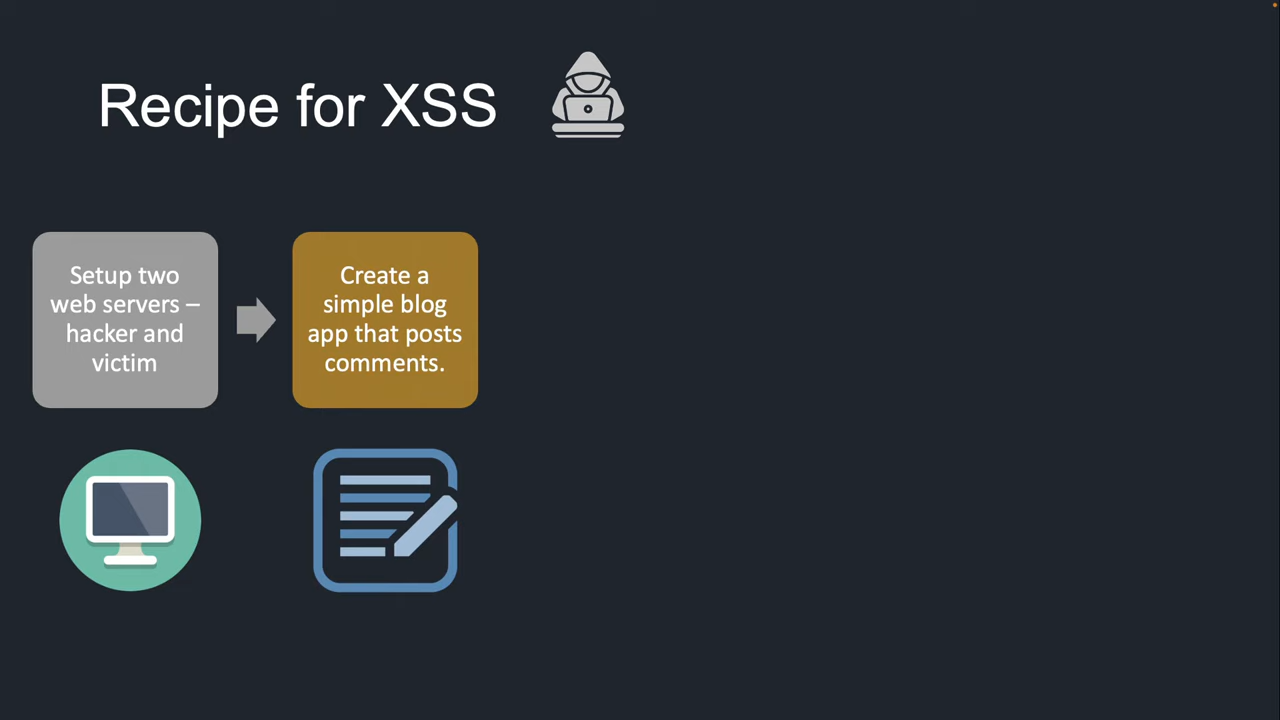 Recipe for XSS
Setup two
web servers –
hacker and
victim
Create a
simple blog
app that posts
comments.